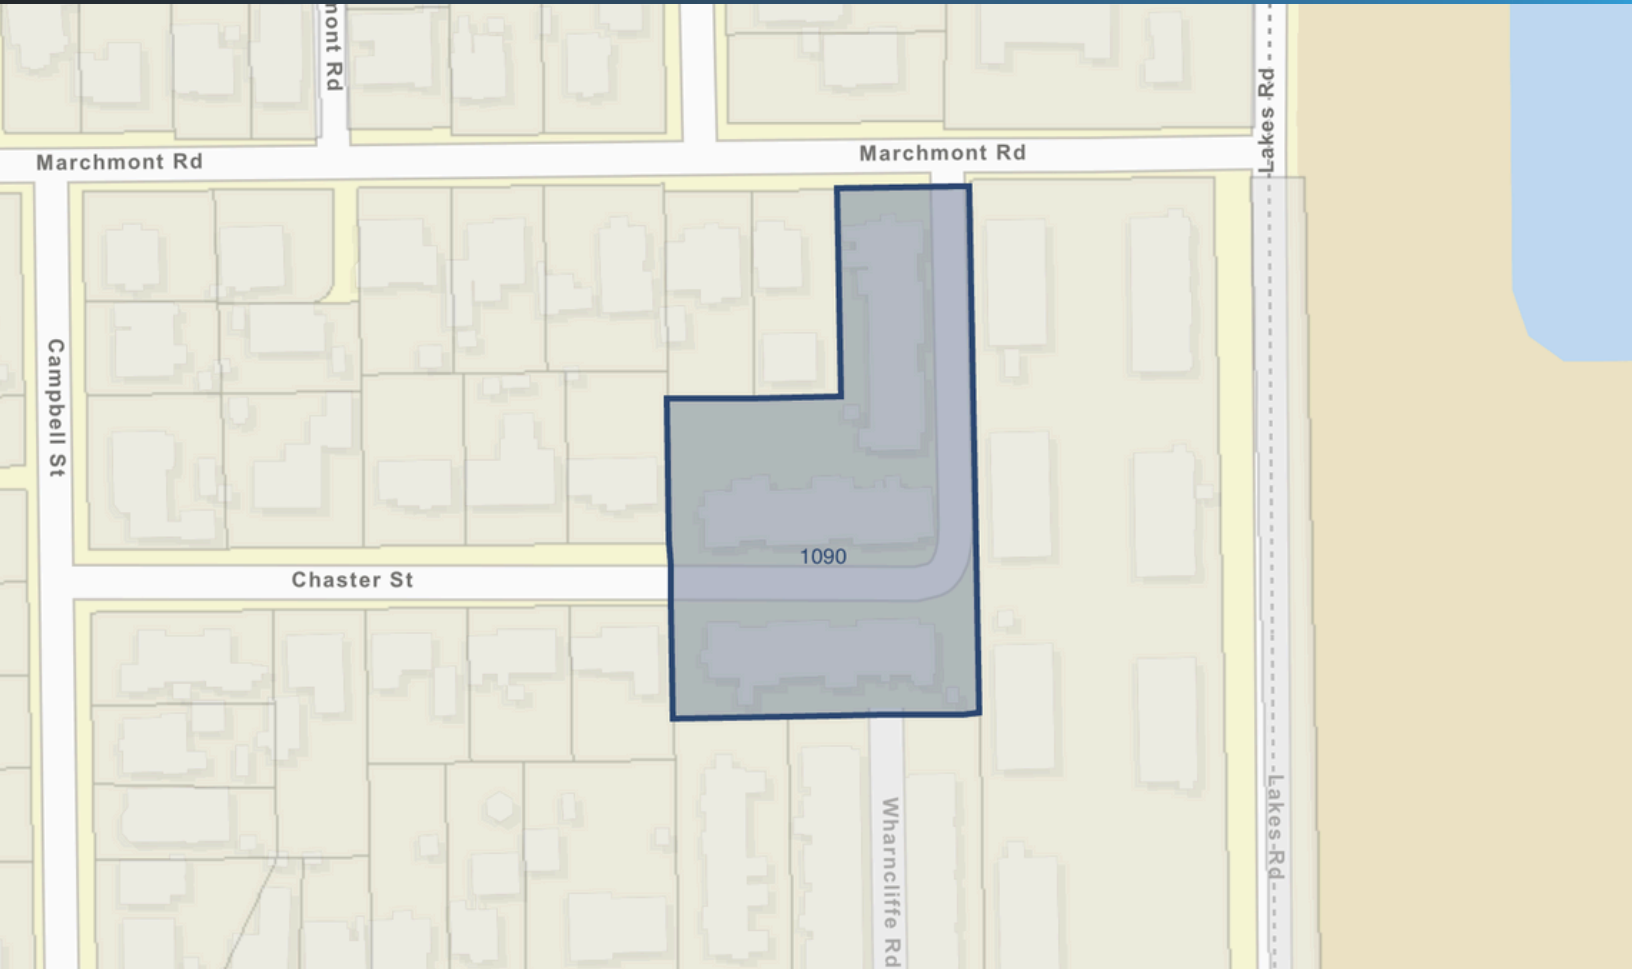 mont Rd
Lakes Rd
Marchmont Rd
Marchmont Rd
Campbell St
1090
Chaster St
Lakes Rd
Wharncliffe Rd